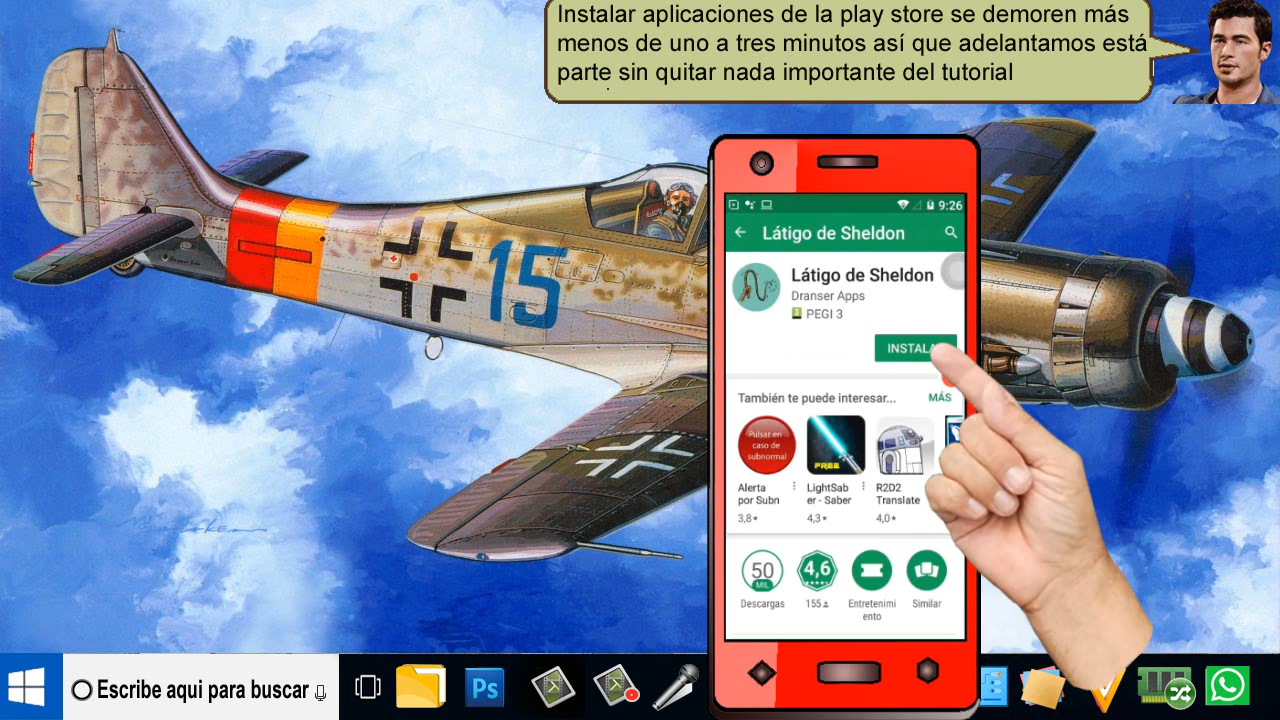 Instalar aplicaciones de la play store se demoren más
menos de uno a tres minutos así que adelantamos está
parte sin quitar nada importante del tutorial
15
9:26
Látigo de Sheldon
Látigo de Sheldon
Dranser Apps
3 PEGI 3
INSTALA
También te puede interesar...
MÁS
Pulsar en
caso de
subnormal
FREE
Alerta
por Subn
3,8★
LightSab
er - Saber
4,3★
R2D2
Translate
4,0★
50
MIL
Descargas
4,6
155
Entretenimi
ento
Similar
Escribe aqui para buscar
Ps